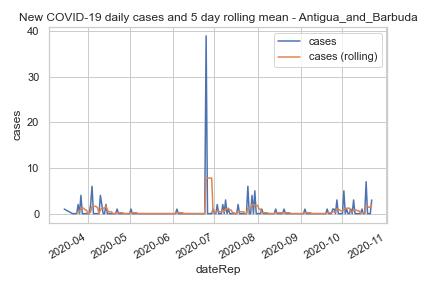 New COVID-19 daily cases and 5 day rolling mean - Antigua_and_Barbuda
cases
cases (rolling)
40
30
20
10
0
cases
2020-04
2020-05
2020-06
2020-07
2020-08
2020-09
2020-10
2020-11
dateRep